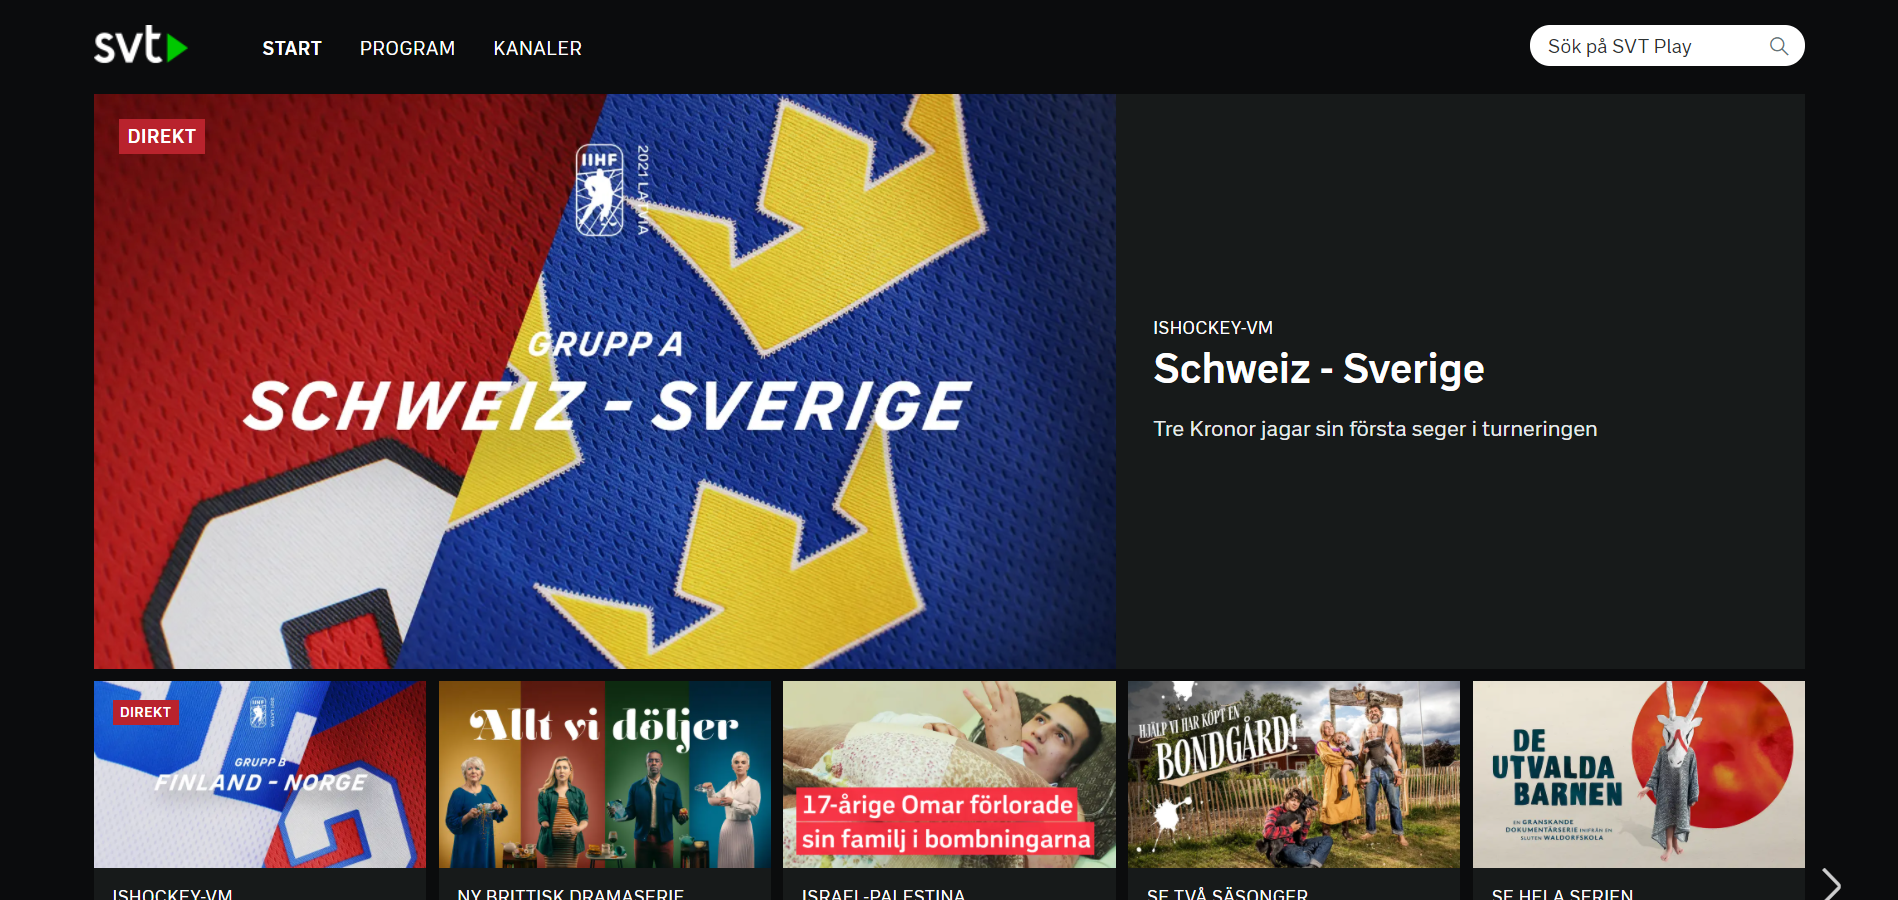 svt
START
PROGRAM
KANALER
Sök på SVT Play
DIREKT
IIHF
2021 LATVIA
GRUPP A
SCHWEIZ - SVERIGE
ISHOCKEY-VM
Schweiz - Sverige
Tre Kronor jagar sin första seger i turneringen
DIREKT
GRUPP B
FINLAND - NORGE
ISHOCKEY-VM
Allt vi döljer
NY BRITTISK DRAMASERIE
17-årige Omar förlorade
sin familj i bombningarna
ISRAEL-PALESTINA
HJÄLP VI HAR KÖPT EN
BONDGÅRD!
SE TVÅ SÄSONGER
DE
UTVALDA
BARNEN
EN GRANSKANDE
DOKUMENTÄRSERIE INIFRÅN EN
SLUTEN WALDORFSKOLA
SE HELA SERIEN